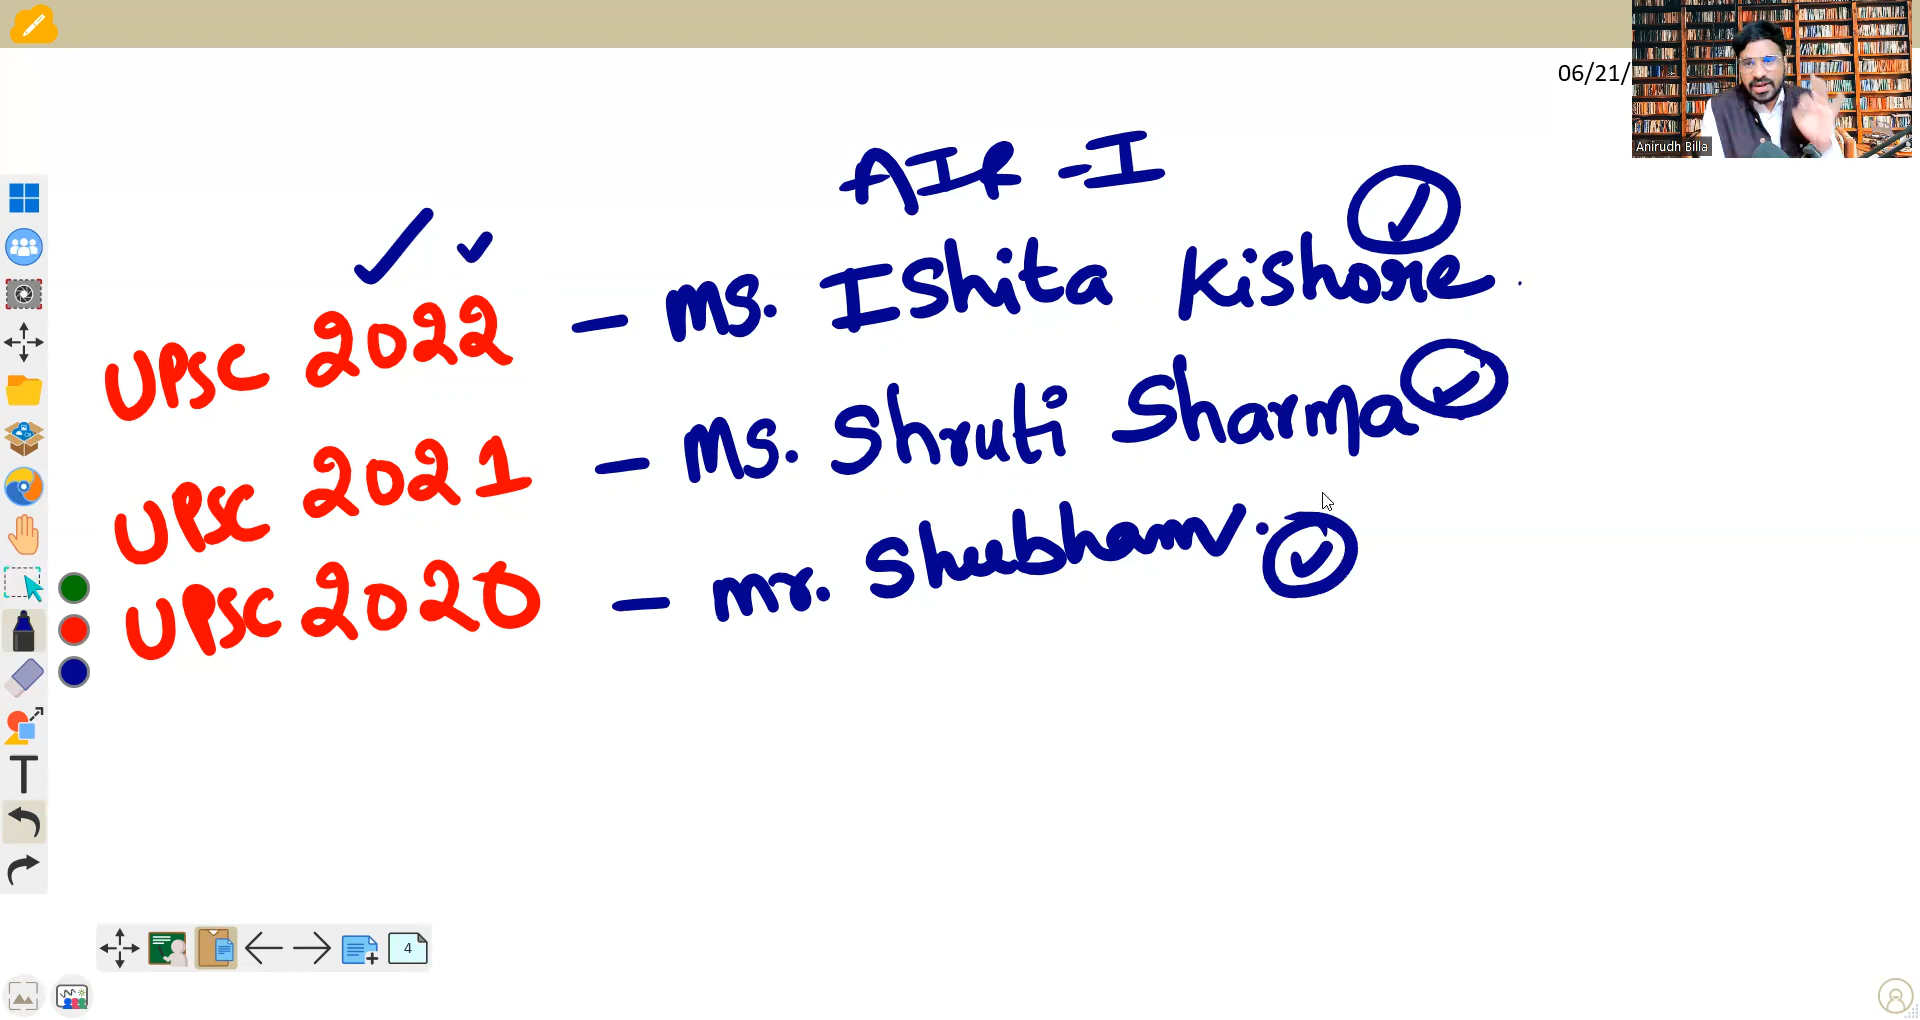 06/21/
Anirudh Billa
AIR - I
UPSC 2022 - Ms. Ishita Kishore.
UPSC 2021 - Ms. Shruti Sharma
UPSC 2020 - Mr. Shubham.
T
4